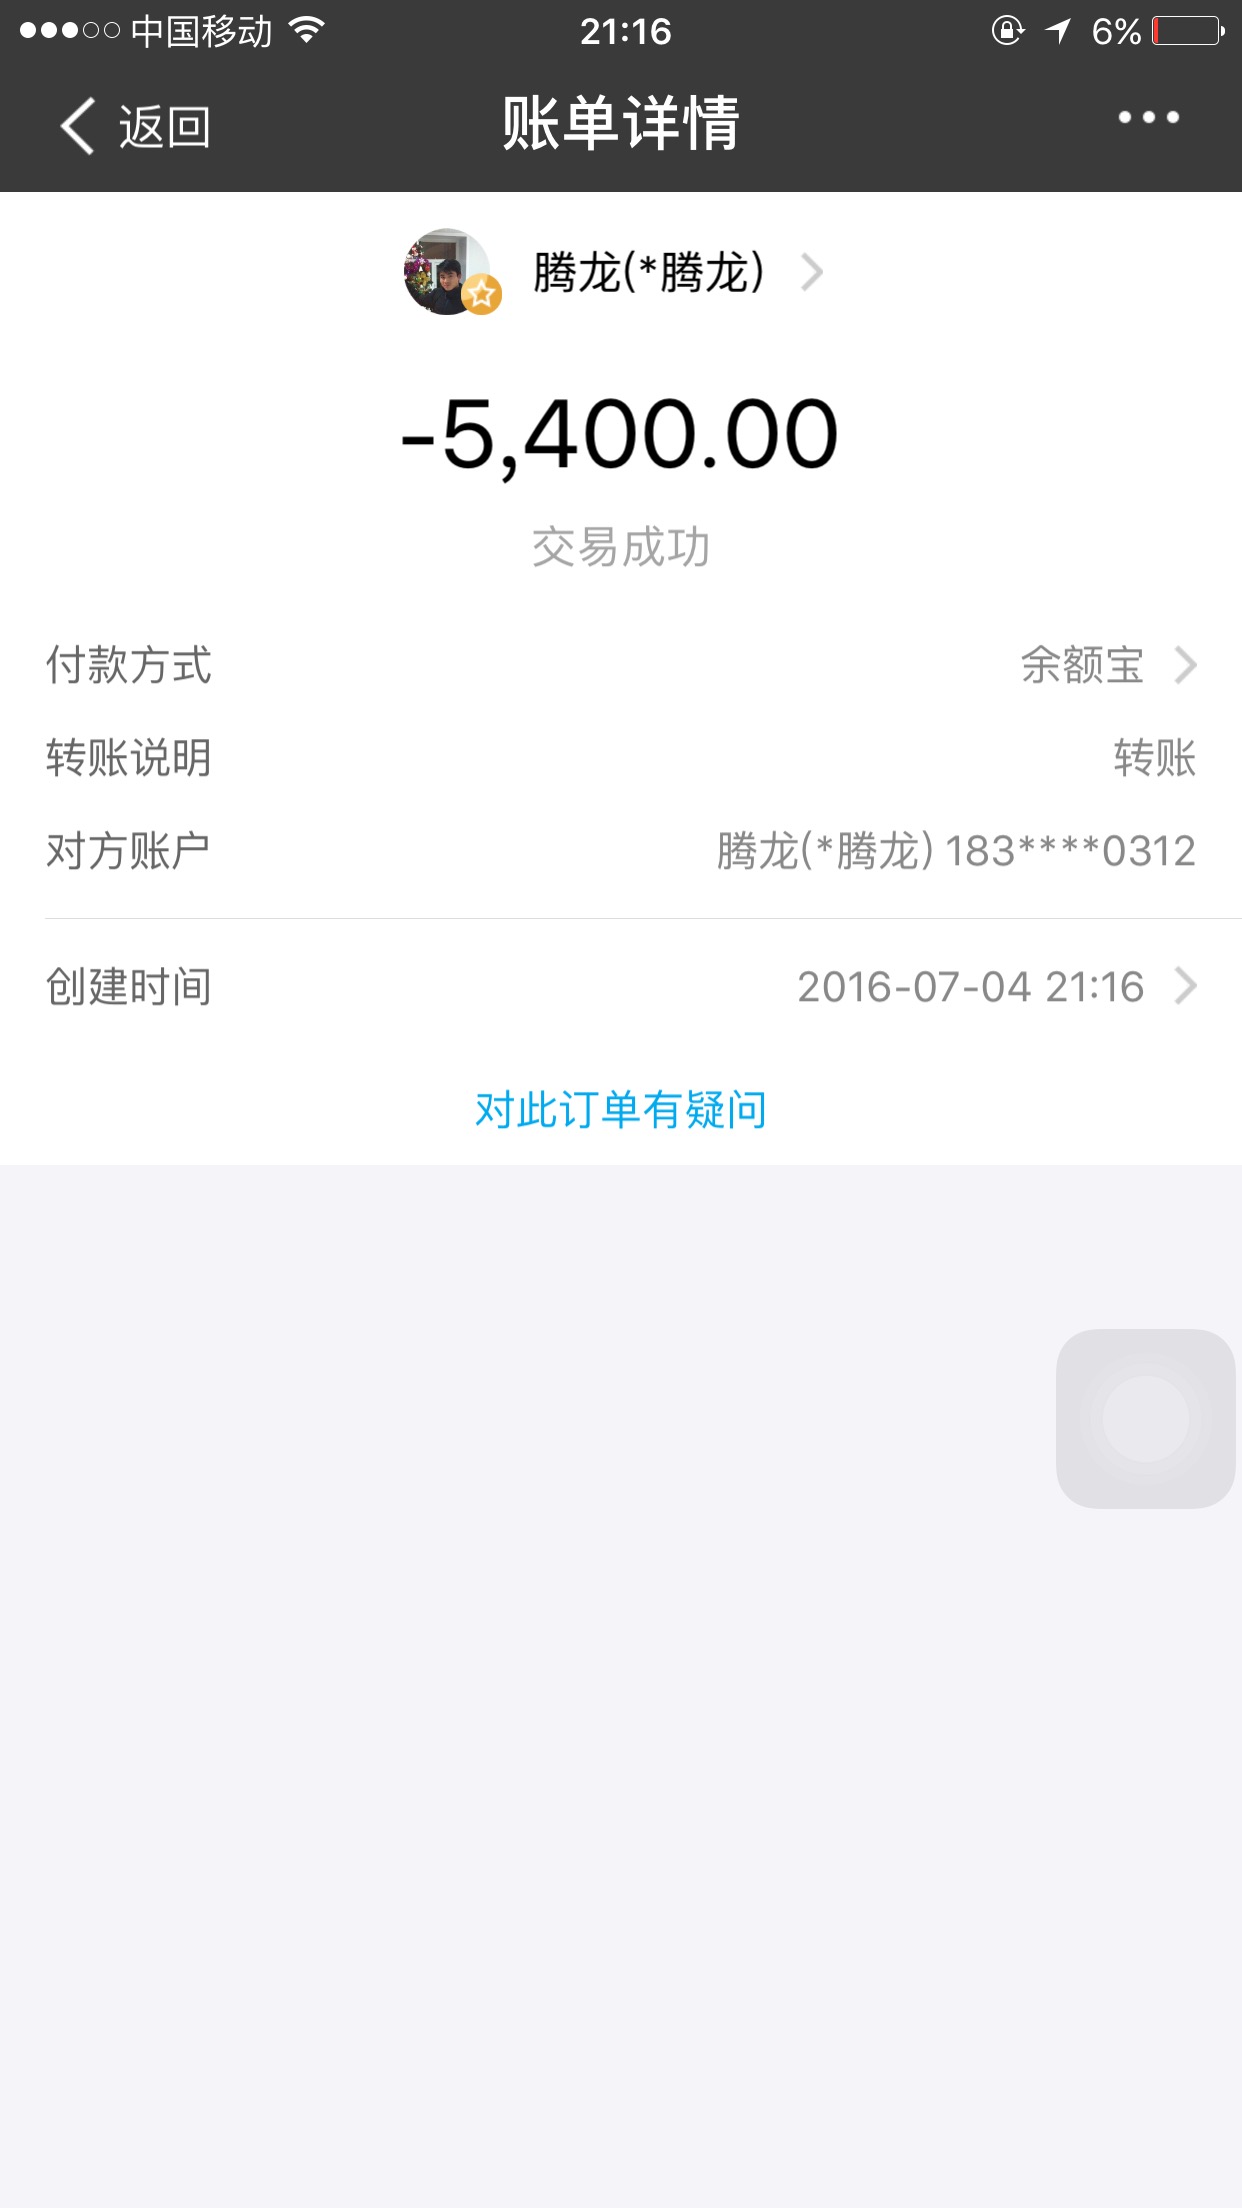 中国移动 21:16 6%
返回 账单详情
腾龙(*腾龙)
-5,400.00
交易成功
付款方式 余额宝
转账说明 转账
对方账户 腾龙(*腾龙) 183****0312
创建时间 2016-07-04 21:16
对此订单有疑问